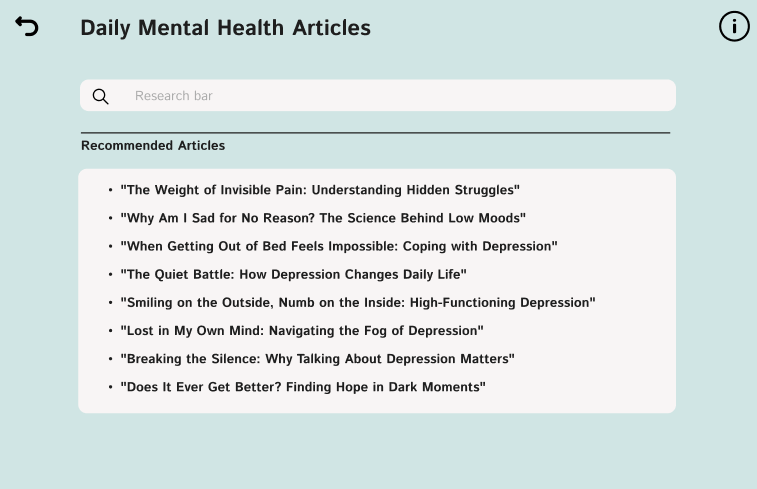 Daily Mental Health Articles
Research bar
Recommended Articles
• "The Weight of Invisible Pain: Understanding Hidden Struggles"
• "Why Am I Sad for No Reason? The Science Behind Low Moods"
• "When Getting Out of Bed Feels Impossible: Coping with Depression"
• "The Quiet Battle: How Depression Changes Daily Life"
• "Smiling on the Outside, Numb on the Inside: High-Functioning Depression"
• "Lost in My Own Mind: Navigating the Fog of Depression"
• "Breaking the Silence: Why Talking About Depression Matters"
• "Does It Ever Get Better? Finding Hope in Dark Moments"